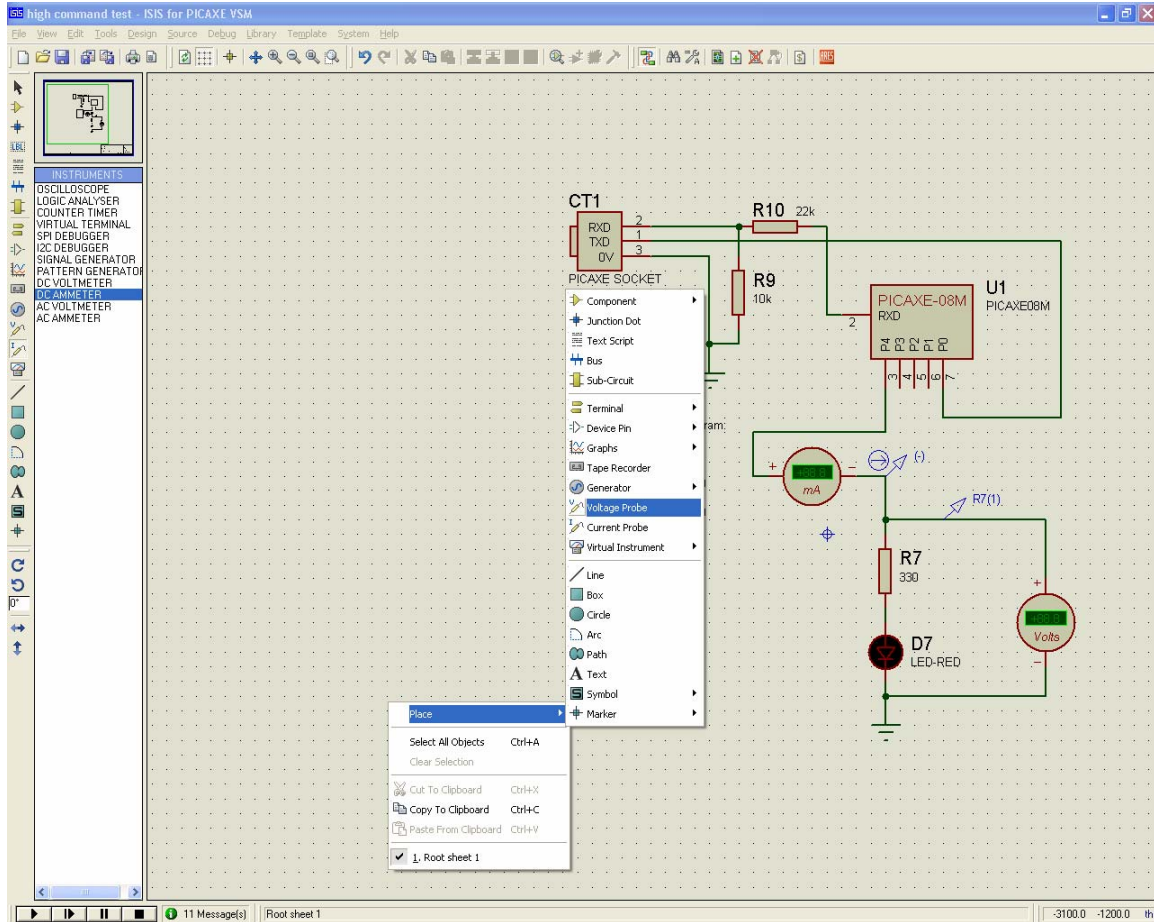 ISIS high command test - ISIS for PICAXE VSM
File View Edit Tools Design Source Debug Library Template System Help
LBL
INSTRUMENTS
OSCILLOSCOPE
LOGIC ANALYSER
COUNTER TIMER
VIRTUAL TERMINAL
SPI DEBUGGER
I2C DEBUGGER
SIGNAL GENERATOR
PATTERN GENERATOR
DC VOLTMETER
DC AMMETER
AC VOLTMETER
AC AMMETER
A
S
0°
CT1
RXD 2
TXD 1
0V 3
PICAXE SOCKET
R10 22k
R9
10k
U1
PICAXE08M
PICAXE-08M
RXD
2
P4 P3 P2 P1 P0
3 4 5 6 7
ram:
+ −
mA
(-)
R7(1)
R7
330
D7
LED-RED
+
Volts
−
Component
Junction Dot
Text Script
Bus
Sub-Circuit
Terminal
Device Pin
Graphs
Tape Recorder
Generator
Voltage Probe
Current Probe
Virtual Instrument
Line
Box
Circle
Arc
Path
A Text
S Symbol
Marker
Place
Select All Objects Ctrl+A
Clear Selection
Cut To Clipboard Ctrl+X
Copy To Clipboard Ctrl+C
Paste From Clipboard Ctrl+V
1. Root sheet 1
11 Message(s) Root sheet 1 -3100.0 -1200.0 th